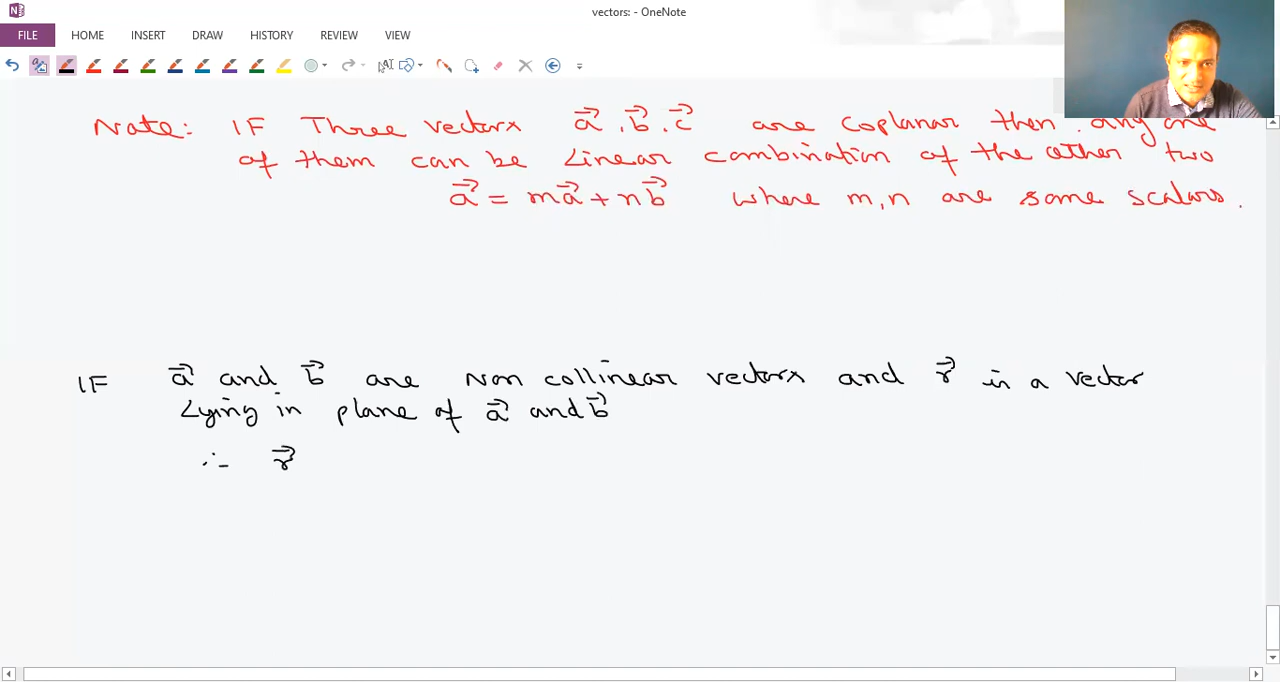 vectors: - OneNote
FILE HOME INSERT DRAW HISTORY REVIEW VIEW
Note: IF Three vectors a⃗, b⃗, c⃗ are coplanar then any one
of them can be Linear combination of the other two
a⃗ = ma⃗ + nb⃗ where m,n are some scalars.
IF a⃗ and b⃗ are Non collinear vectors and r⃗ is a vector
Lying in plane of a⃗ and b⃗
∴ r⃗